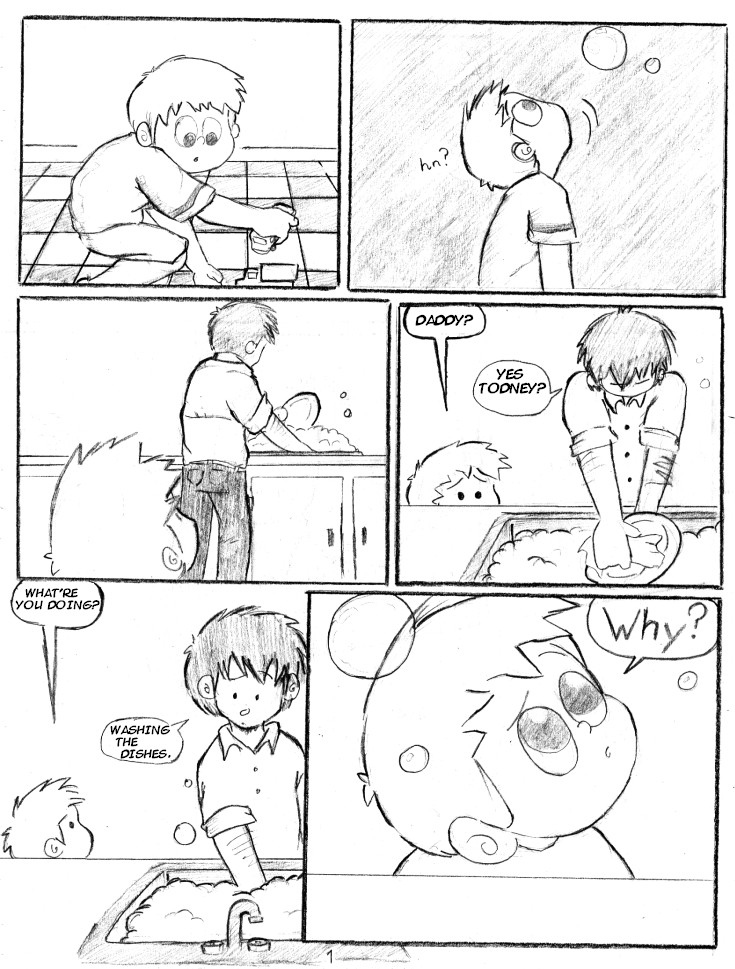 hn?
DADDY?
YES
TODNEY?
WHAT'RE
YOU DOING?
WASHING
THE
DISHES.
Why?
1